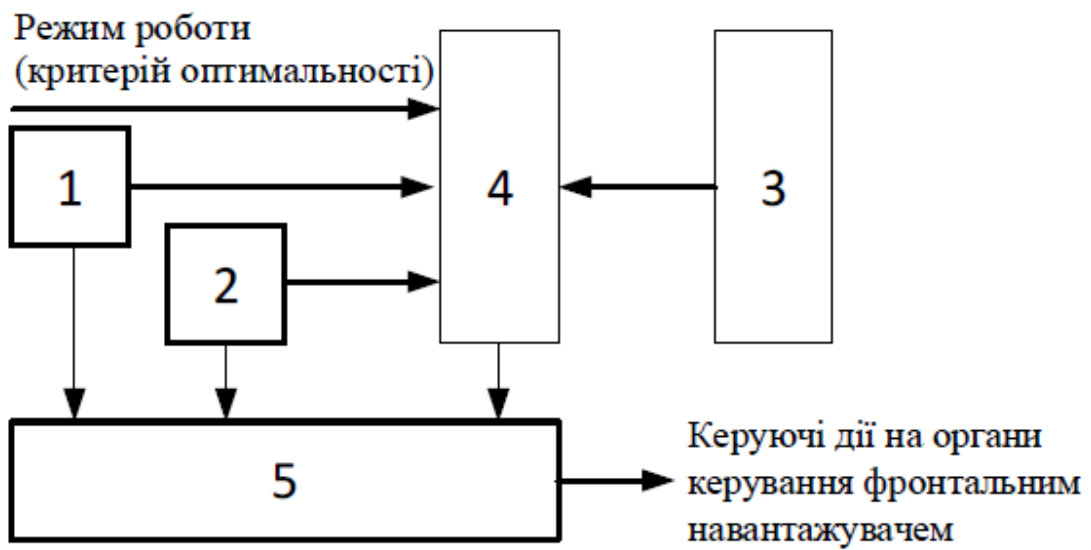 Режим роботи
(критерій оптимальності)
1
4
3
2
5
Керуючі дії на органи
керування фронтальним
навантажувачем